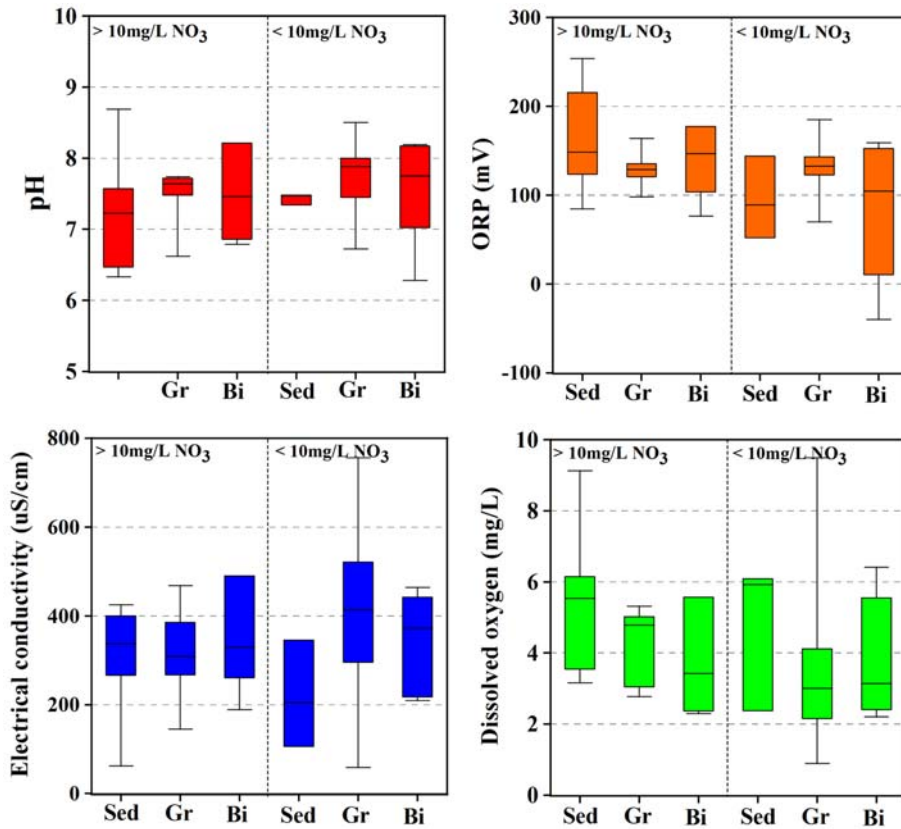 10
9
8
7
6
5
pH
> 10mg/L NO3
< 10mg/L NO3
Gr
Bi
Sed
Gr
Bi
300
200
100
0
-100
ORP (mV)
> 10mg/L NO3
< 10mg/L NO3
Sed
Gr
Bi
Sed
Gr
Bi
800
600
400
200
0
Electrical conductivity (uS/cm)
> 10mg/L NO3
< 10mg/L NO3
Sed
Gr
Bi
Sed
Gr
Bi
10
8
6
4
2
0
Dissolved oxygen (mg/L)
> 10mg/L NO3
< 10mg/L NO3
Sed
Gr
Bi
Sed
Gr
Bi